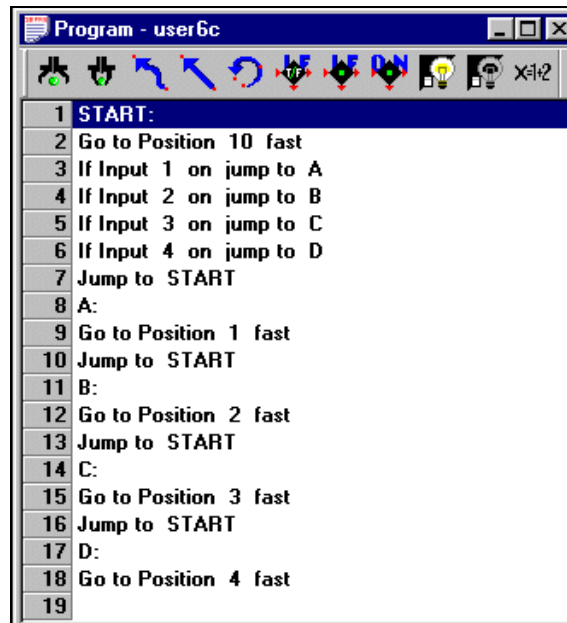 Program - user6c
T/F IF IF ON X=1+2
1 START:
2 Go to Position 10 fast
3 If Input 1 on jump to A
4 If Input 2 on jump to B
5 If Input 3 on jump to C
6 If Input 4 on jump to D
7 Jump to START
8 A:
9 Go to Position 1 fast
10 Jump to START
11 B:
12 Go to Position 2 fast
13 Jump to START
14 C:
15 Go to Position 3 fast
16 Jump to START
17 D:
18 Go to Position 4 fast
19